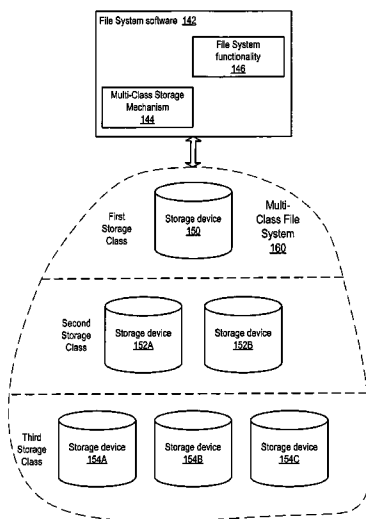 File System software 142
File System
functionality
146
Multi-Class Storage
Mechanism
144
First
Storage
Class
Storage device
150
Multi-
Class File
System
160
Second
Storage
Class
Storage device
152A
Storage device
152B
Third
Storage
Class
Storage device
154A
Storage device
154B
Storage device
154C